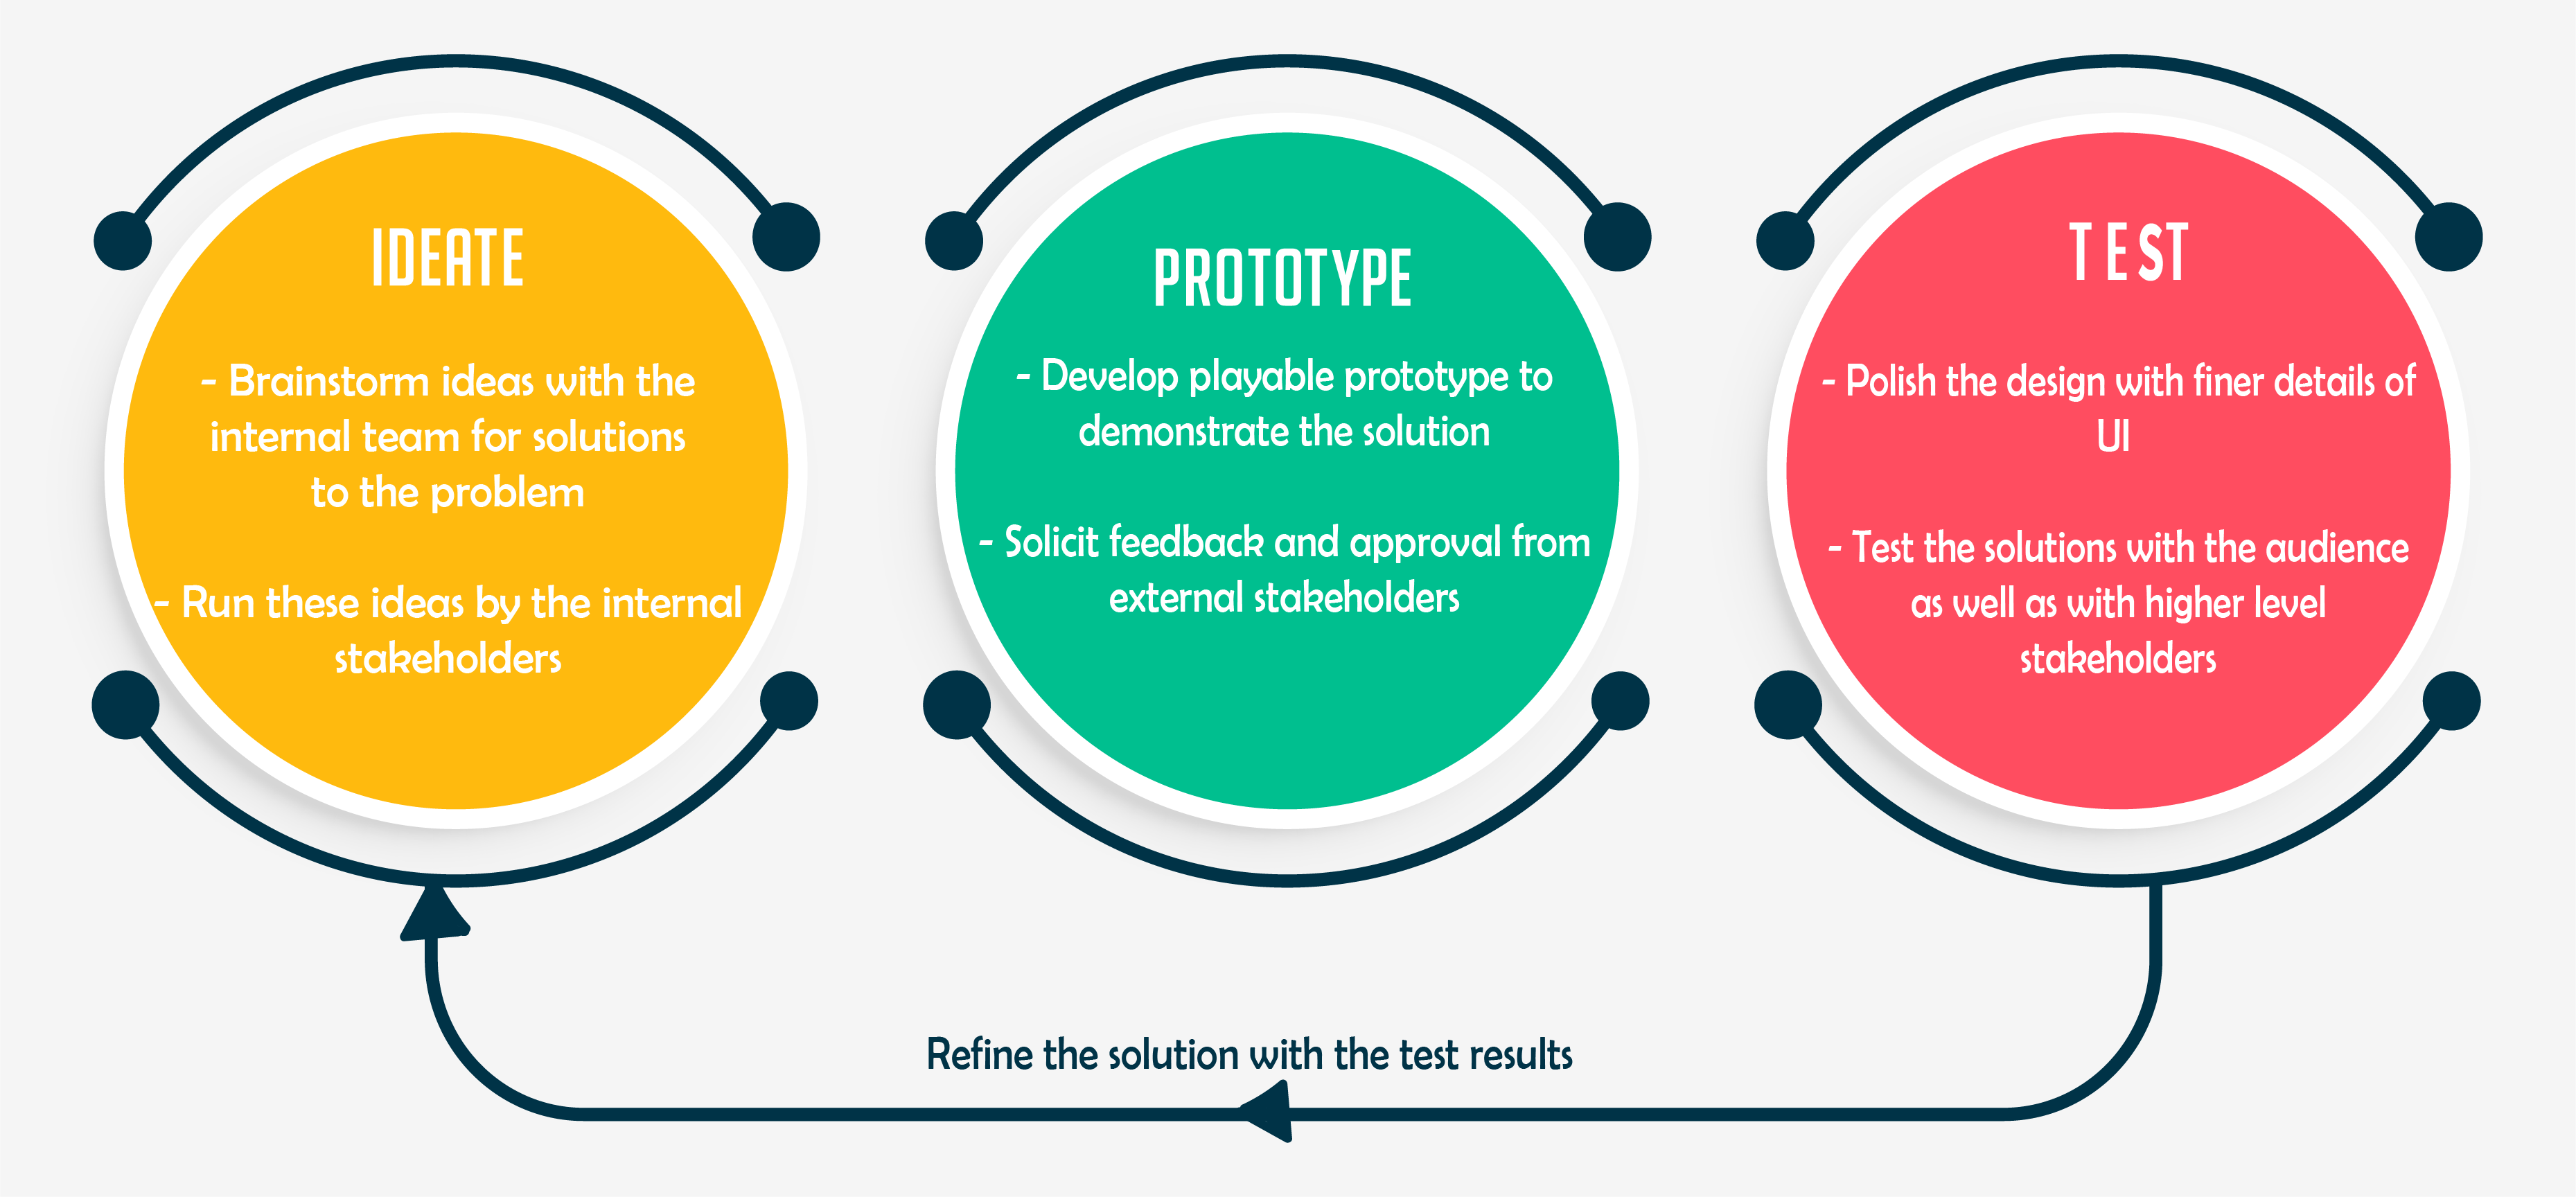 IDEATE
- Brainstorm ideas with the
internal team for solutions
to the problem
- Run these ideas by the internal
stakeholders
PROTOTYPE
- Develop playable prototype to
demonstrate the solution
- Solicit feedback and approval from
external stakeholders
TEST
- Polish the design with finer details of
UI
- Test the solutions with the audience
as well as with higher level
stakeholders
Refine the solution with the test results